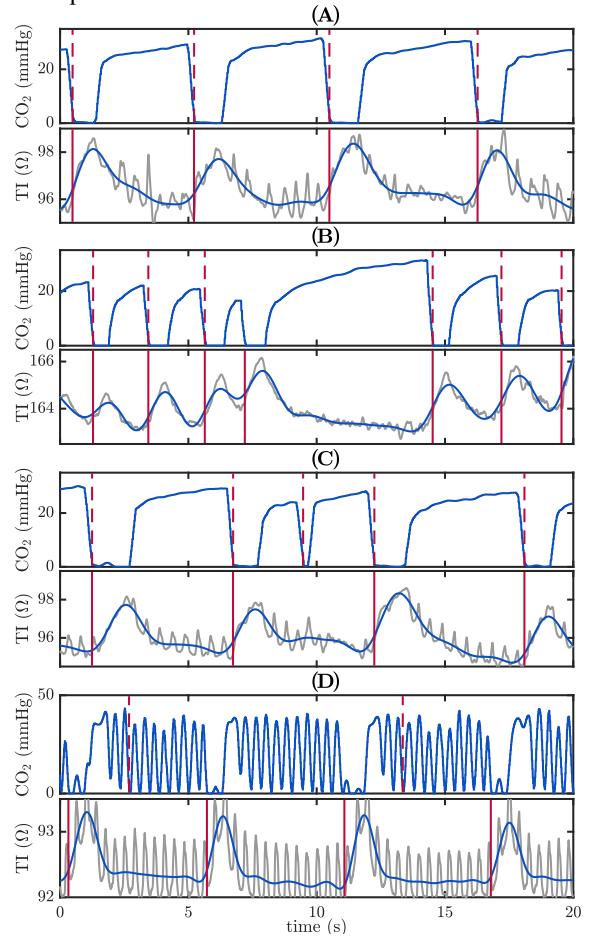 (A)
CO2 (mmHg)
20
0
TI (Ω)
98
96
(B)
CO2 (mmHg)
20
0
TI (Ω)
166
164
(C)
CO2 (mmHg)
20
0
TI (Ω)
98
96
(D)
CO2 (mmHg)
50
0
TI (Ω)
93
92
0 5 10 15 20
time (s)